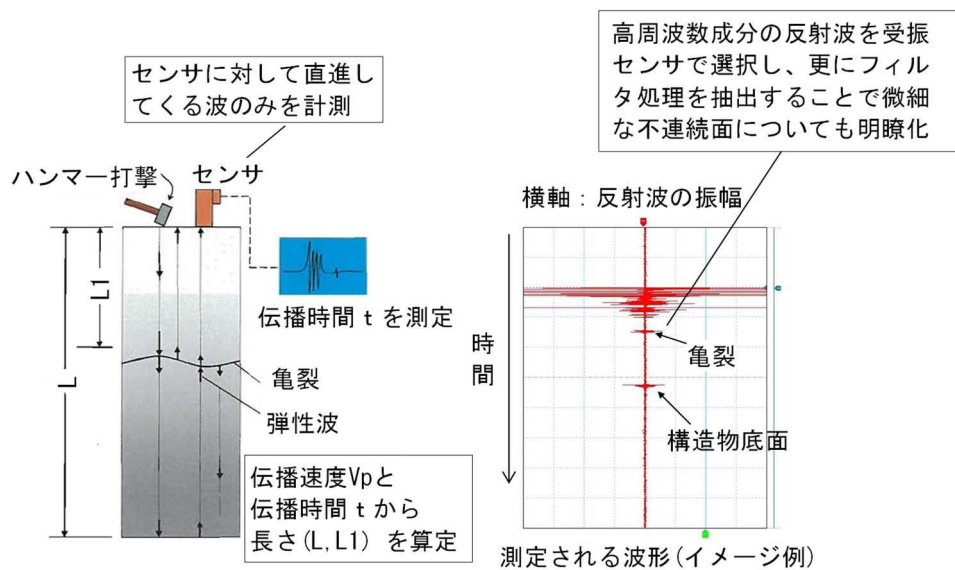 センサに対して直進し
てくる波のみを計測
高周波数成分の反射波を受振
センサで選択し、更にフィル
タ処理を抽出することで微細
な不連続面についても明瞭化
ハンマー打撃
センサ
横軸：反射波の振幅
L1
L
伝播時間ｔを測定
時間
亀裂
弾性波
亀裂
構造物底面
伝播速度Vpと
伝播時間ｔから
長さ(L,L1) を算定
測定される波形(イメージ例)